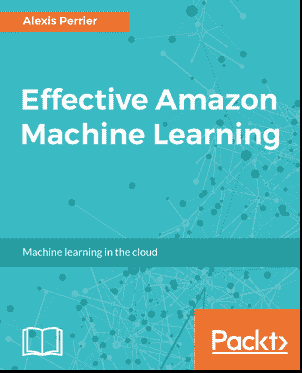 Alexis Perrier
Effective Amazon
Machine Learning
Machine learning in the cloud
Packt>